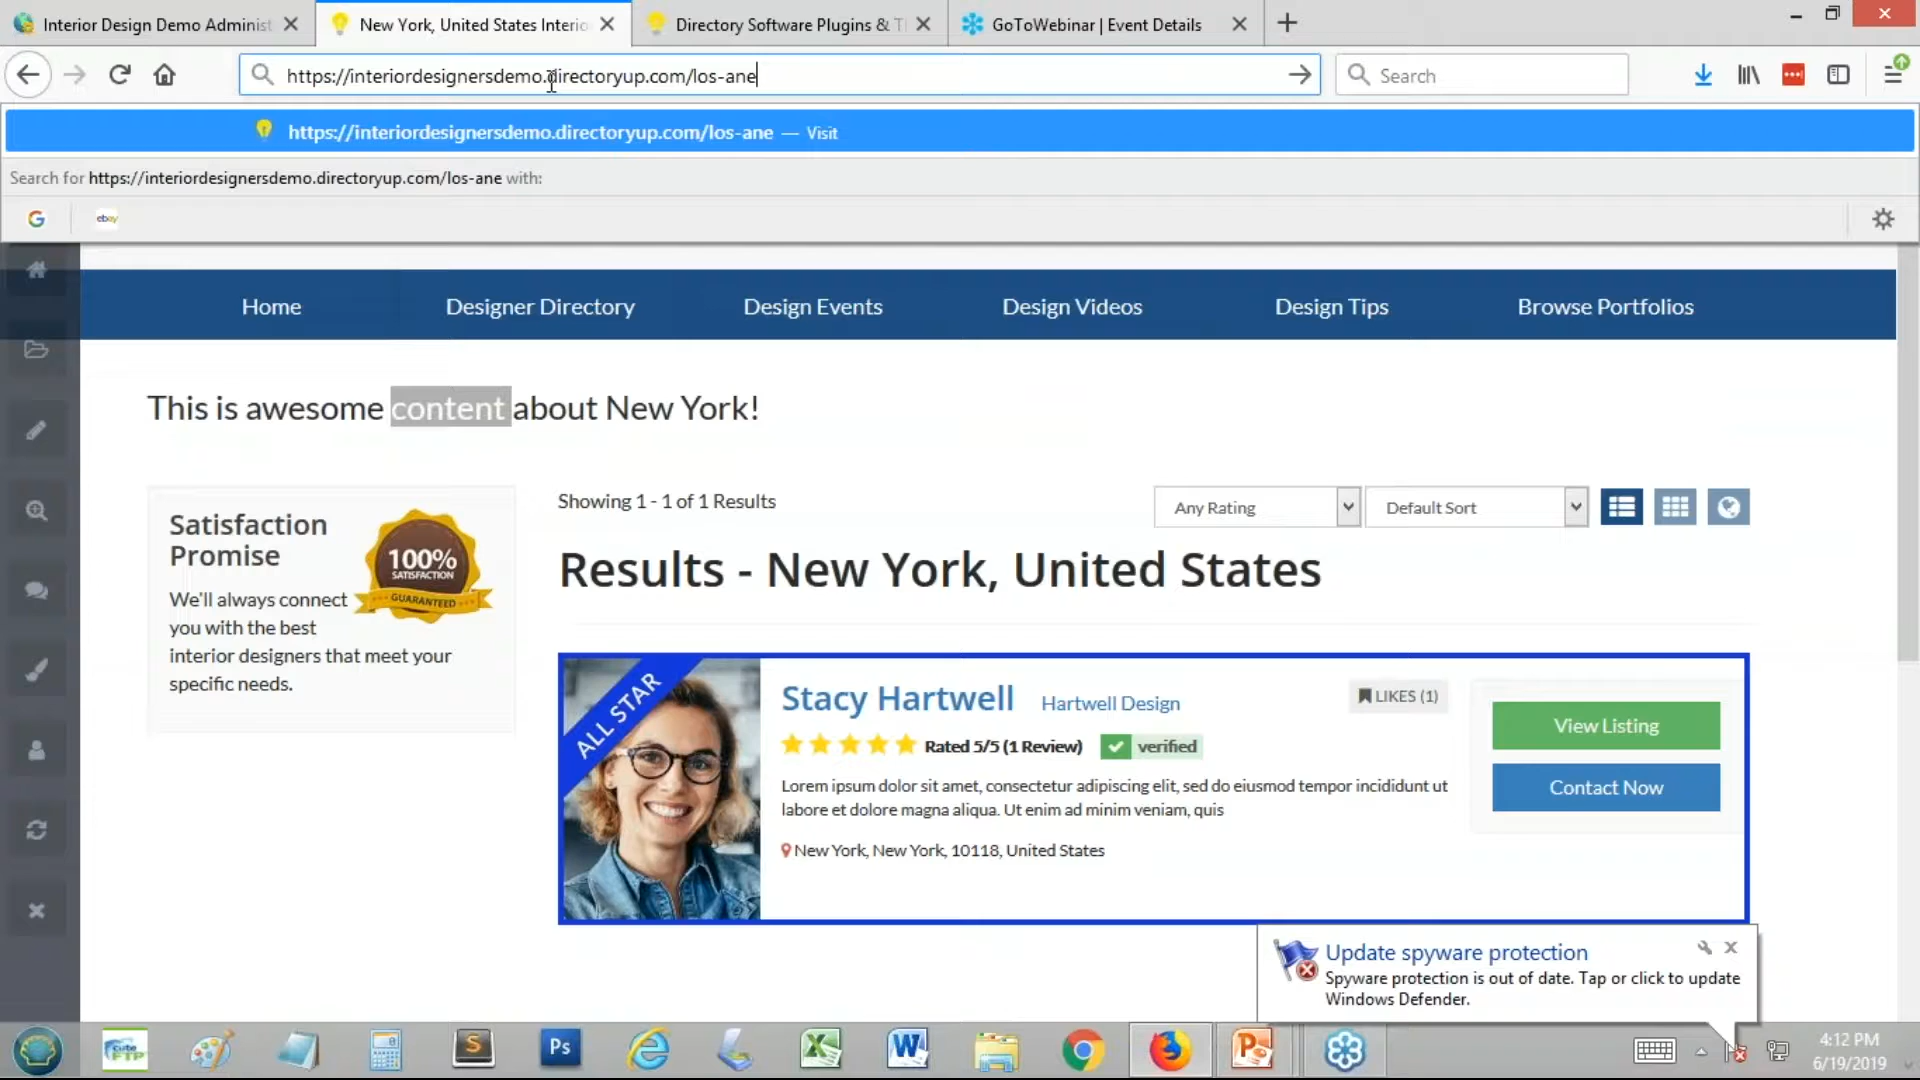 Interior Design Demo Administ
New York, United States Interio
Directory Software Plugins & T
GoToWebinar | Event Details
https://interiordesignersdemo.directoryup.com/los-ane
Search
https://interiordesignersdemo.directoryup.com/los-ane — Visit
Search for https://interiordesignersdemo.directoryup.com/los-ane with:
G
ebay
Home
Designer Directory
Design Events
Design Videos
Design Tips
Browse Portfolios
This is awesome content about New York!
Satisfaction
Promise
100%
SATISFACTION
GUARANTEED
We'll always connect
you with the best
interior designers that meet your
specific needs.
Showing 1 - 1 of 1 Results
Any Rating
Default Sort
Results - New York, United States
ALL STAR
Stacy Hartwell
Hartwell Design
LIKES (1)
Rated 5/5 (1 Review)
verified
Lorem ipsum dolor sit amet, consectetur adipiscing elit, sed do eiusmod tempor incididunt ut
labore et dolore magna aliqua. Ut enim ad minim veniam, quis
New York, New York, 10118, United States
View Listing
Contact Now
Update spyware protection
Spyware protection is out of date. Tap or click to update
Windows Defender.
cute
FTP
S
Ps
4:12 PM
6/19/2019